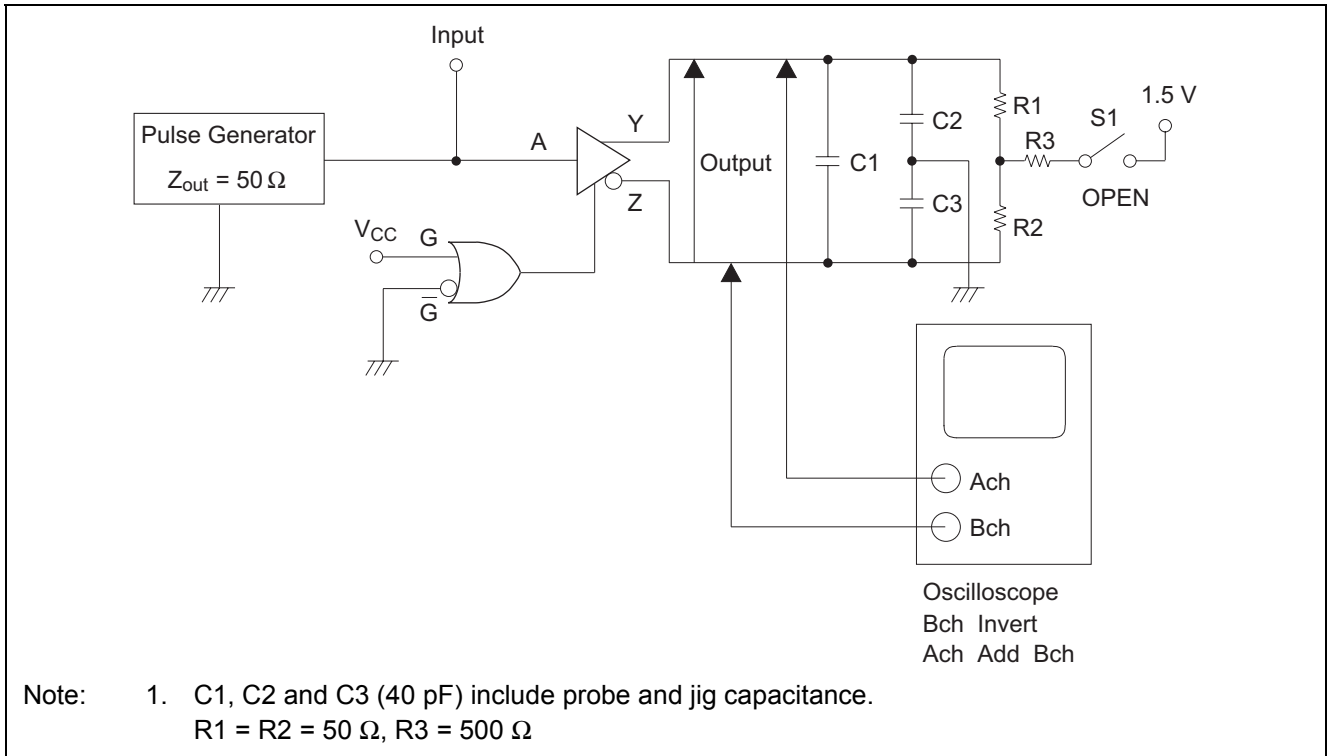 Input
Pulse Generator
Zout = 50 Ω
A
Y
Z
VCC
G
G̅
Output
C1
C2
C3
R1
R2
R3
S1
1.5 V
OPEN
Ach
Bch
Oscilloscope
Bch Invert
Ach Add Bch
Note: 1. C1, C2 and C3 (40 pF) include probe and jig capacitance.
R1 = R2 = 50 Ω, R3 = 500 Ω